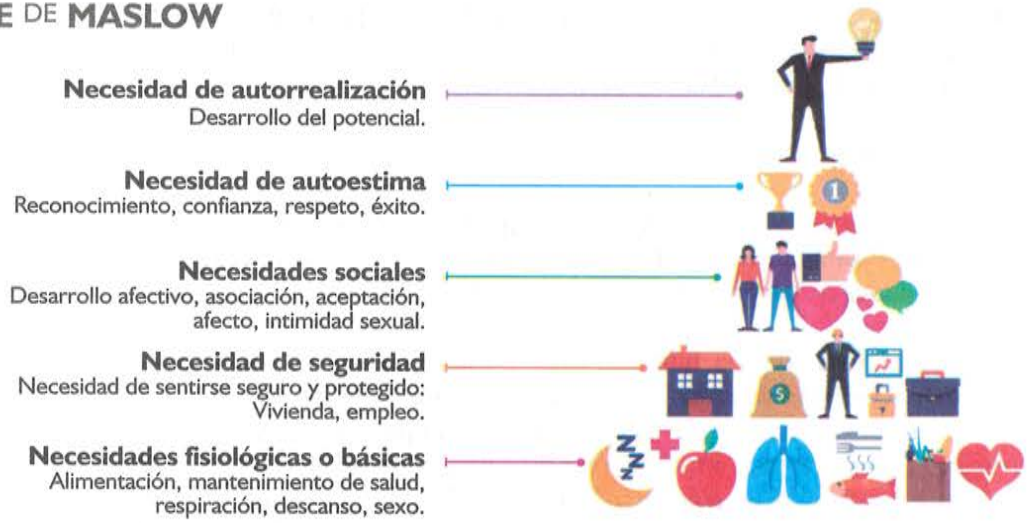 E DE MASLOW
Necesidad de autorrealización
Desarrollo del potencial.
Necesidad de autoestima
Reconocimiento, confianza, respeto, éxito.
1
Necesidades sociales
Desarrollo afectivo, asociación, aceptación,
afecto, intimidad sexual.
Necesidad de seguridad
Necesidad de sentirse seguro y protegido:
Vivienda, empleo.
$
Necesidades fisiológicas o básicas
Alimentación, mantenimiento de salud,
respiración, descanso, sexo.
ZZZ